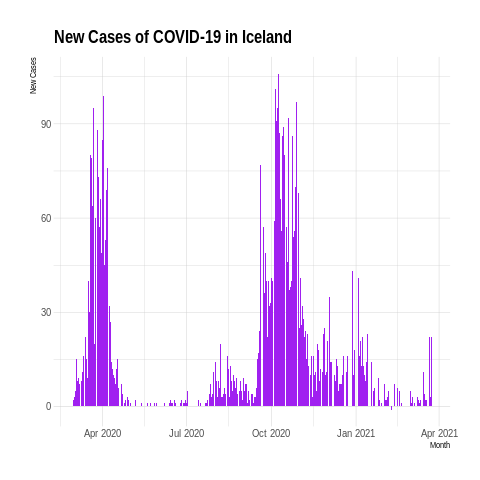 New Cases of COVID-19 in Iceland
New Cases
90
60
30
0
Apr 2020
Jul 2020
Oct 2020
Jan 2021
Apr 2021
Month